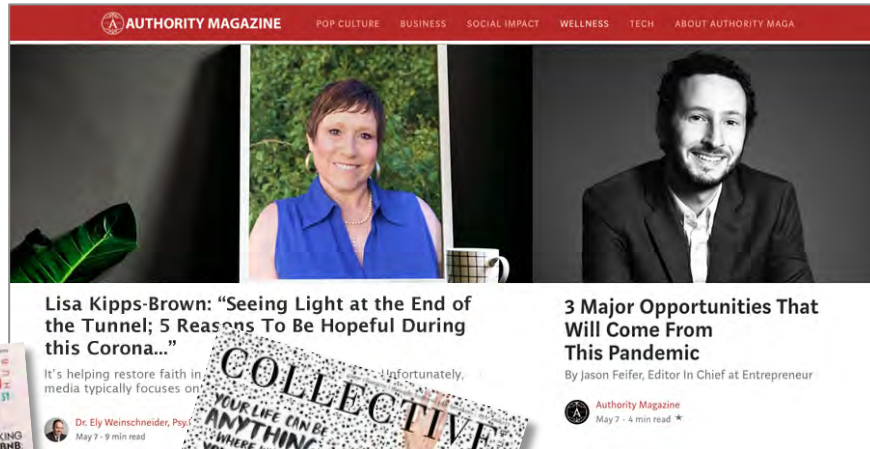 AUTHORITY MAGAZINE
POP CULTURE BUSINESS SOCIAL IMPACT WELLNESS TECH ABOUT AUTHORITY MAGA
Lisa Kipps-Brown: “Seeing Light at the End of
the Tunnel; 5 Reasons To Be Hopeful During
this Corona...”
It's helping restore faith in Unfortunately,
media typically focuses on
Dr. Ely Weinschneider, Psy.
May 7 · 9 min read
3 Major Opportunities That
Will Come From
This Pandemic
By Jason Feifer, Editor In Chief at Entrepreneur
Authority Magazine
May 7 · 4 min read ★
COLLECTIVE
YOUR LIFE CAN BE
ANYTHING
WHERE
KING
RNB